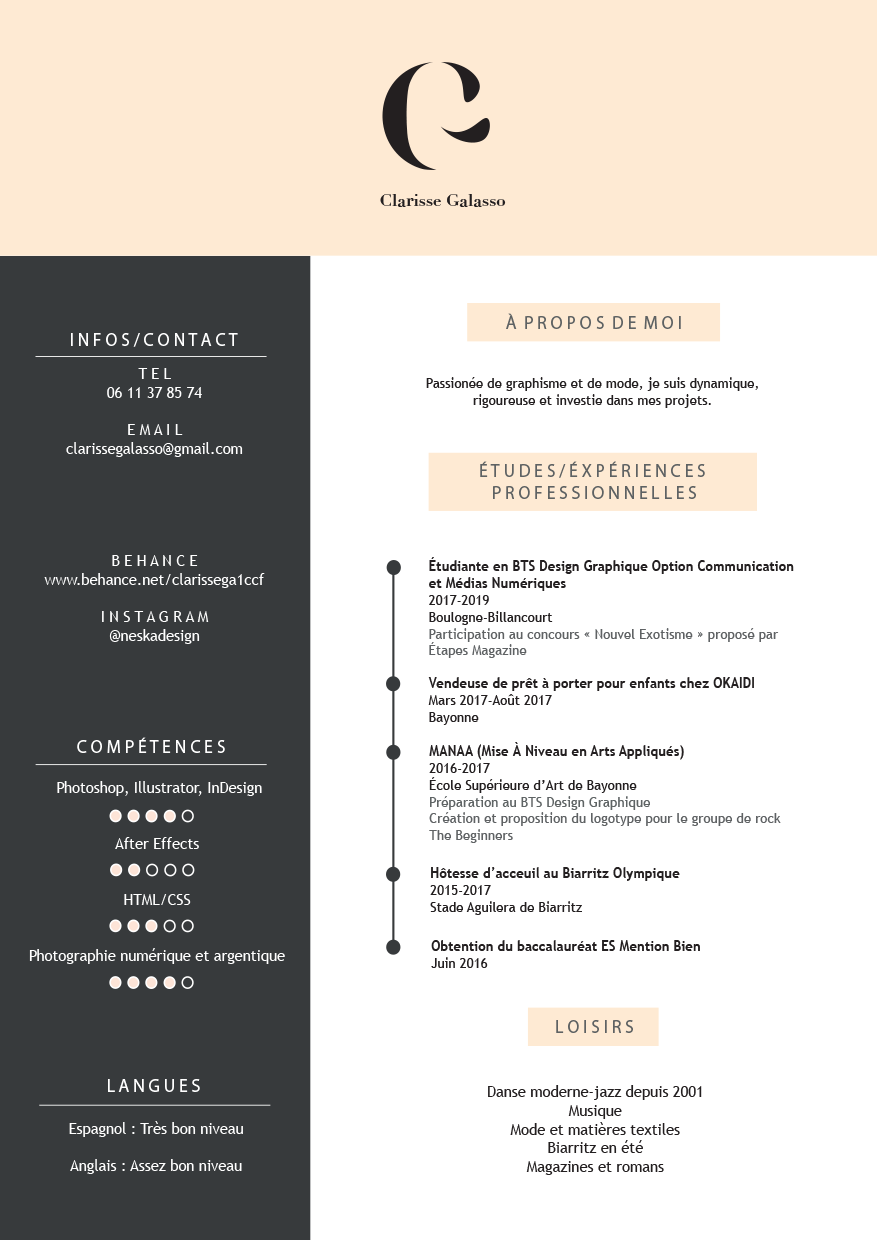 Clarisse Galasso
INFOS/CONTACT
TEL
06 11 37 85 74
EMAIL
clarissegalasso@gmail.com
BEHANCE
www.behance.net/clarissega1ccf
INSTAGRAM
@neskadesign
COMPÉTENCES
Photoshop, Illustrator, InDesign
After Effects
HTML/CSS
Photographie numérique et argentique
LANGUES
Espagnol : Très bon niveau
Anglais : Assez bon niveau
À PROPOS DE MOI
Passionée de graphisme et de mode, je suis dynamique,
rigoureuse et investie dans mes projets.
ÉTUDES/ÉXPÉRIENCES
PROFESSIONNELLES
Étudiante en BTS Design Graphique Option Communication
et Médias Numériques
2017-2019
Boulogne-Billancourt
Participation au concours « Nouvel Exotisme » proposé par
Étapes Magazine
Vendeuse de prêt à porter pour enfants chez OKAIDI
Mars 2017-Août 2017
Bayonne
MANAA (Mise À Niveau en Arts Appliqués)
2016-2017
École Supérieure d’Art de Bayonne
Préparation au BTS Design Graphique
Création et proposition du logotype pour le groupe de rock
The Beginners
Hôtesse d’acceuil au Biarritz Olympique
2015-2017
Stade Aguilera de Biarritz
Obtention du baccalauréat ES Mention Bien
Juin 2016
LOISIRS
Danse moderne-jazz depuis 2001
Musique
Mode et matières textiles
Biarritz en été
Magazines et romans